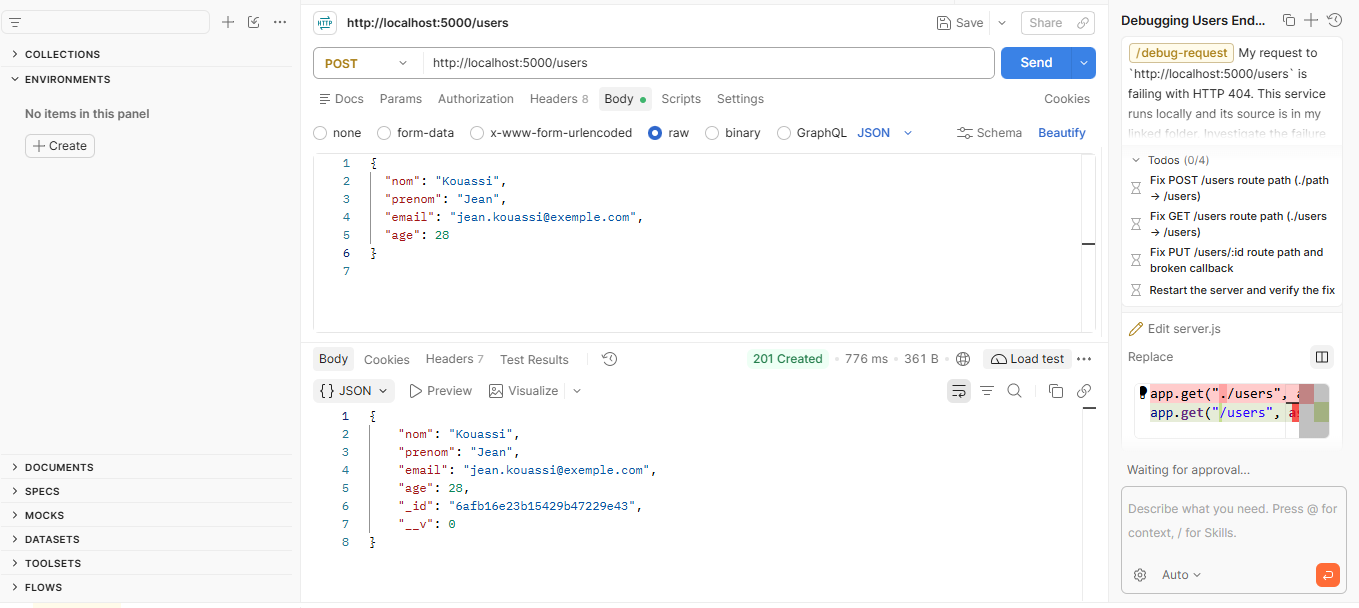 COLLECTIONS
ENVIRONMENTS
No items in this panel
Create
DOCUMENTS
SPECS
MOCKS
DATASETS
TOOLSETS
FLOWS
HTTP http://localhost:5000/users
Save
Share
POST http://localhost:5000/users
Send
Docs Params Authorization Headers 8 Body Scripts Settings Cookies
none form-data x-www-form-urlencoded raw binary GraphQL JSON Schema Beautify
1 {
2 "nom": "Kouassi",
3 "prenom": "Jean",
4 "email": "jean.kouassi@exemple.com",
5 "age": 28
6 }
7
Body Cookies Headers 7 Test Results 201 Created • 776 ms • 361 B • Load test
{} JSON Preview Visualize
1 {
2 "nom": "Kouassi",
3 "prenom": "Jean",
4 "email": "jean.kouassi@exemple.com",
5 "age": 28,
6 "_id": "6afb16e23b15429b47229e43",
7 "__v": 0
8 }
Debugging Users End...
/debug-request My request to
`http://localhost:5000/users` is
failing with HTTP 404. This service
runs locally and its source is in my
linked folder. Investigate the failure
Todos (0/4)
Fix POST /users route path (./path
→ /users)
Fix GET /users route path (./users
→ /users)
Fix PUT /users/:id route path and
broken callback
Restart the server and verify the fix
Edit server.js
Replace
app.get("./users", a
app.get("/users", as
Waiting for approval...
Describe what you need. Press @ for
context, / for Skills.
Auto